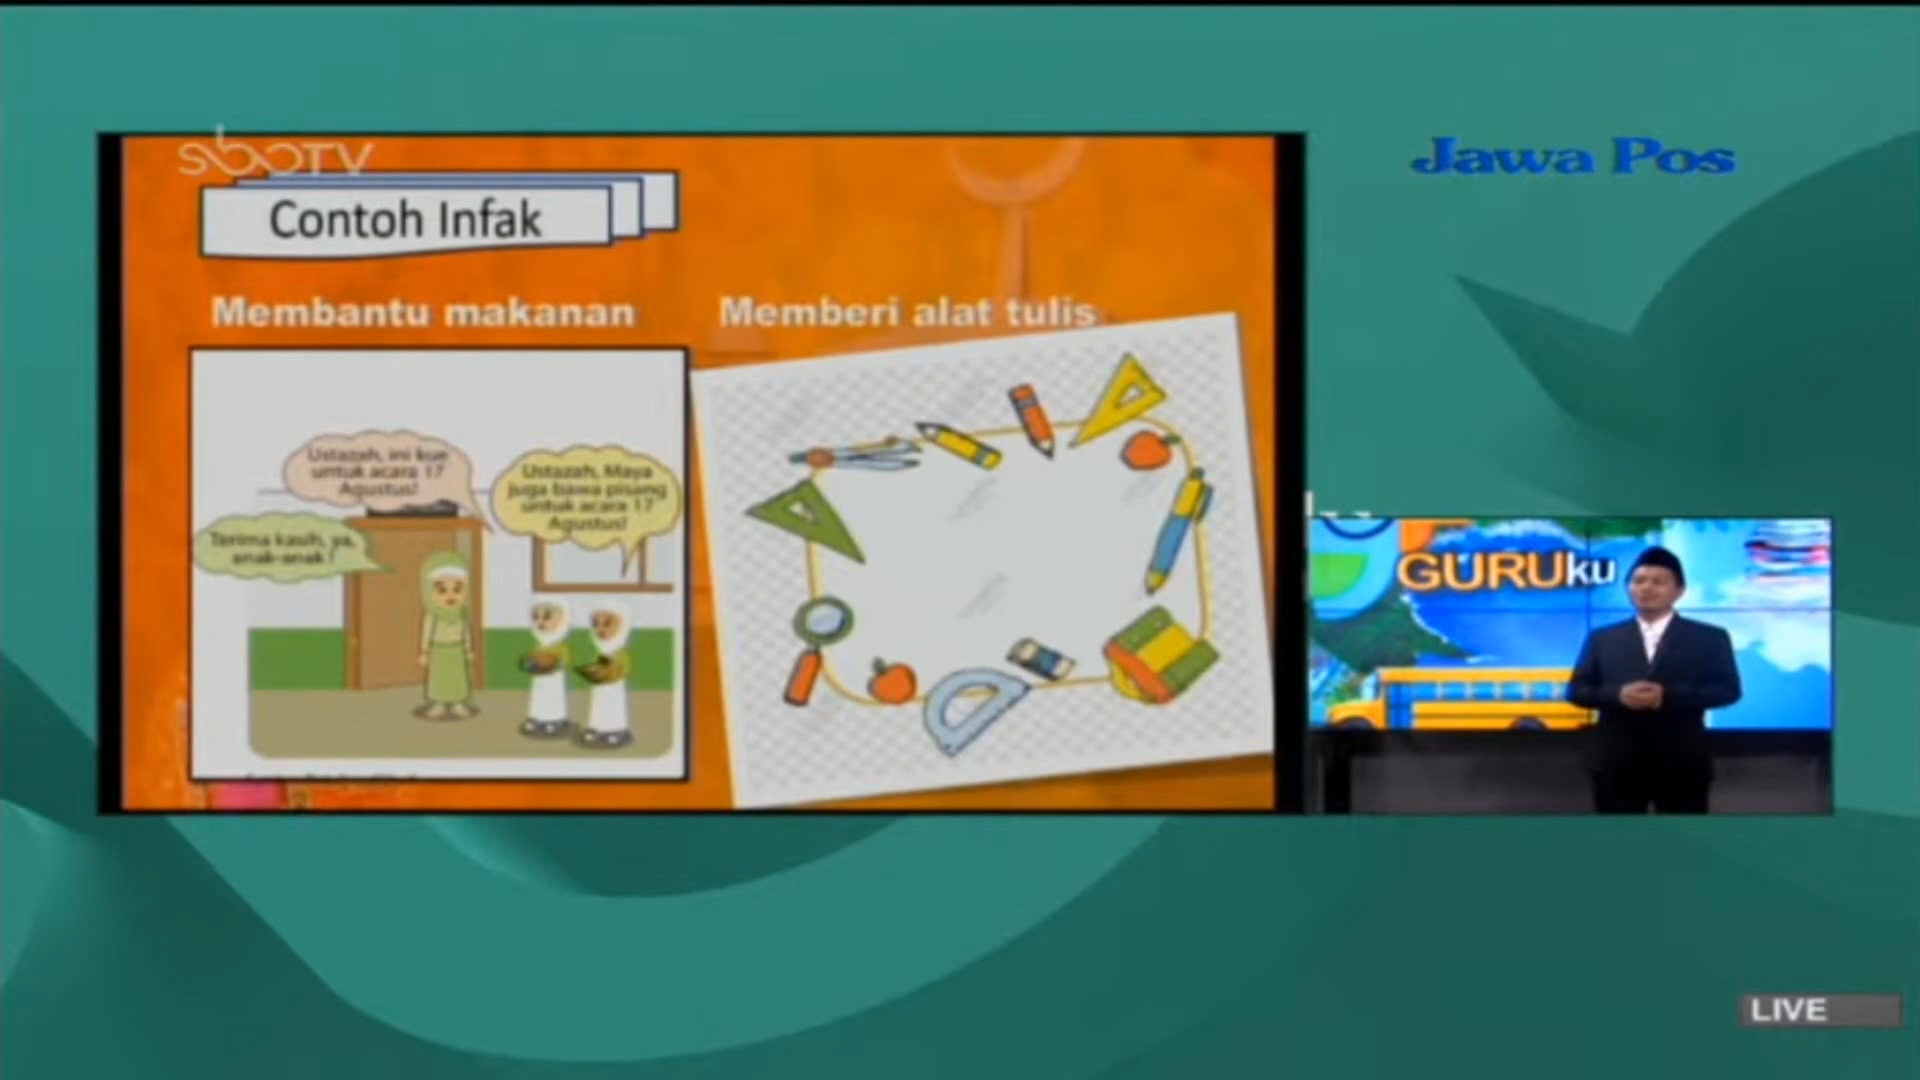 sboTV
Jawa Pos
Contoh Infak
Membantu makanan
Memberi alat tulis
Ustazah, ini kue
untuk acara 17
Agustus!
Ustazah, Maya
juga bawa pisang
untuk acara 17
Agustus!
Terima kasih, ya,
anak-anak!
GURUku
LIVE